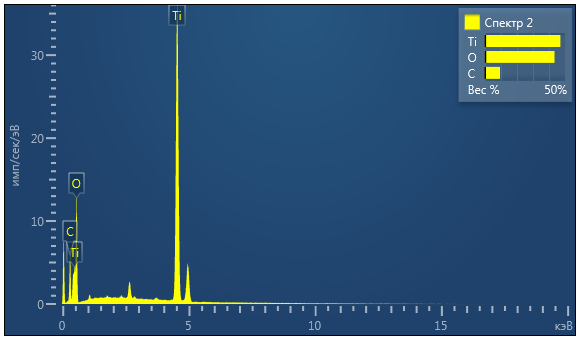 Ti
Спектр 2
Ti
O
C
Вес % 50%
30
имп/сек/эВ
20
O
10
C
Ti
0
0 5 10 15 кэВ